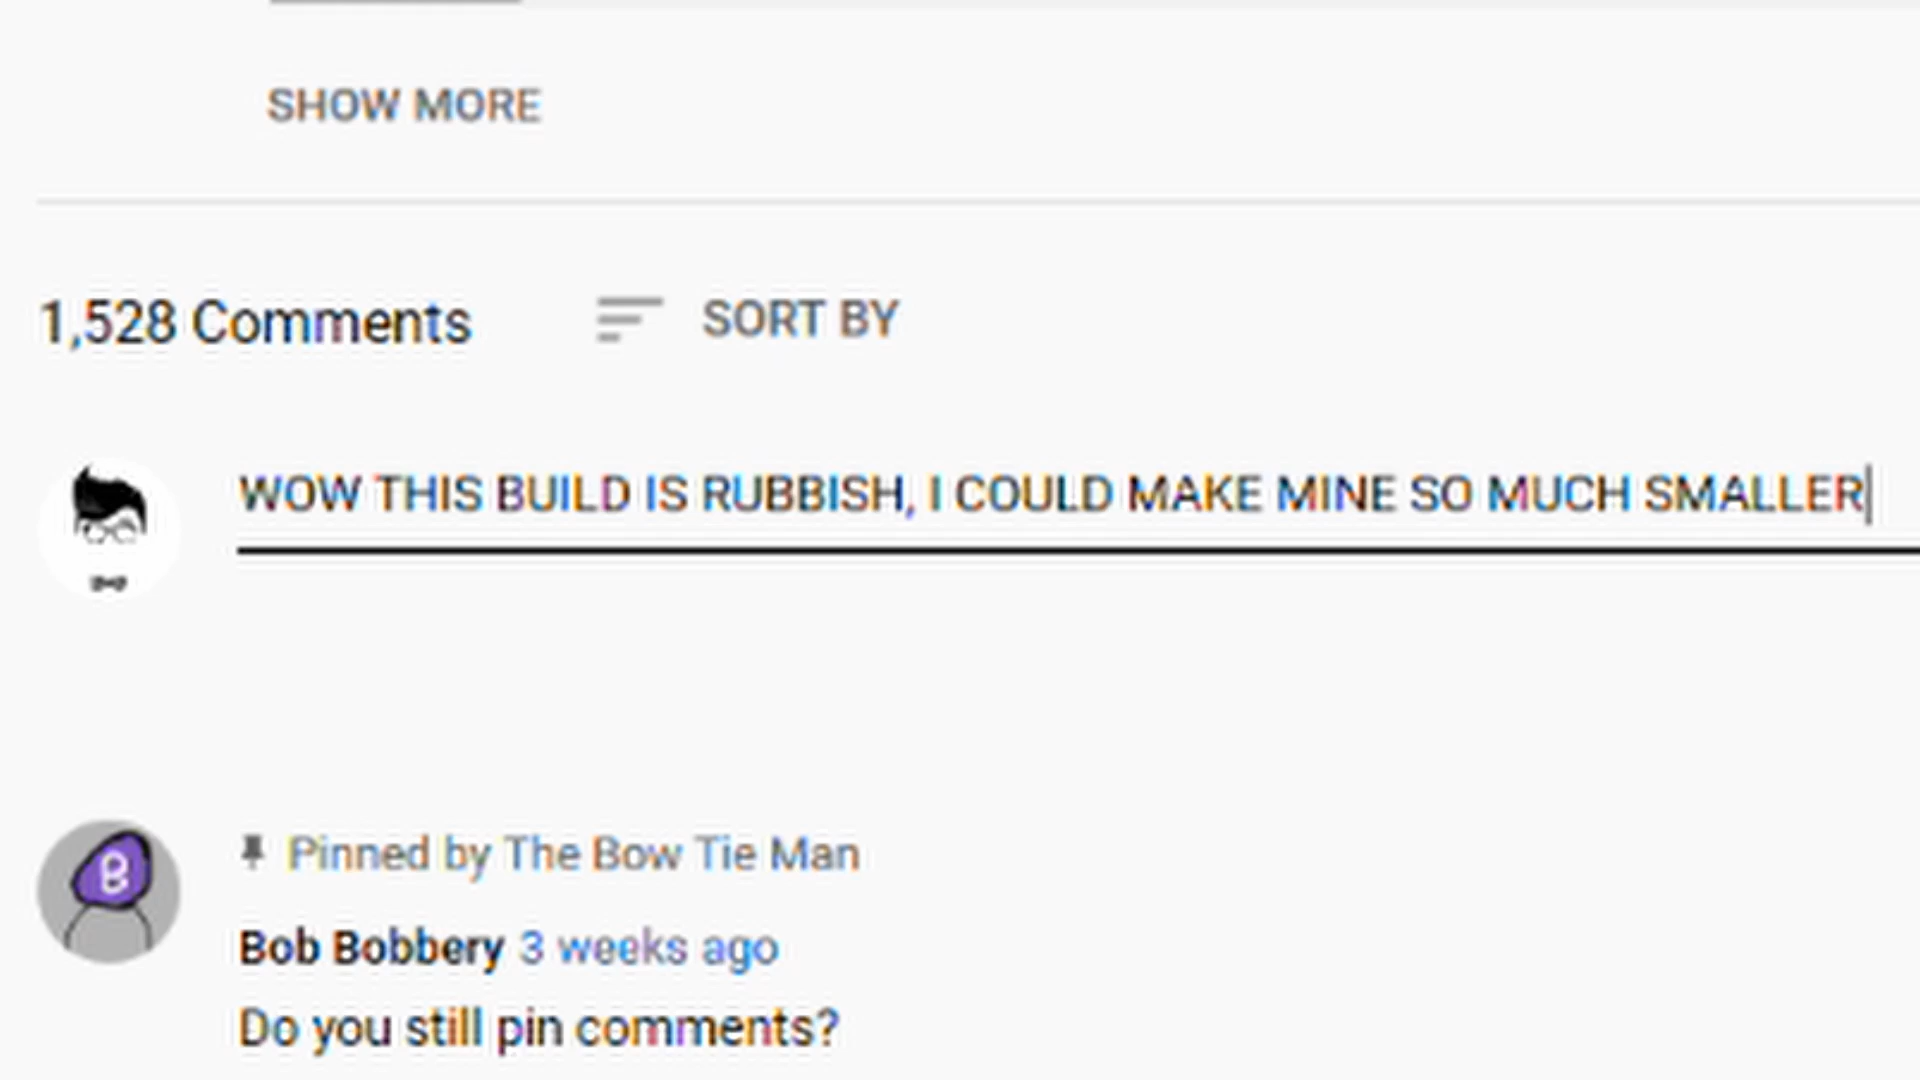 SHOW MORE
1,528 Comments SORT BY
WOW THIS BUILD IS RUBBISH, I COULD MAKE MINE SO MUCH SMALLER
B
Pinned by The Bow Tie Man
Bob Bobbery 3 weeks ago
Do you still pin comments?